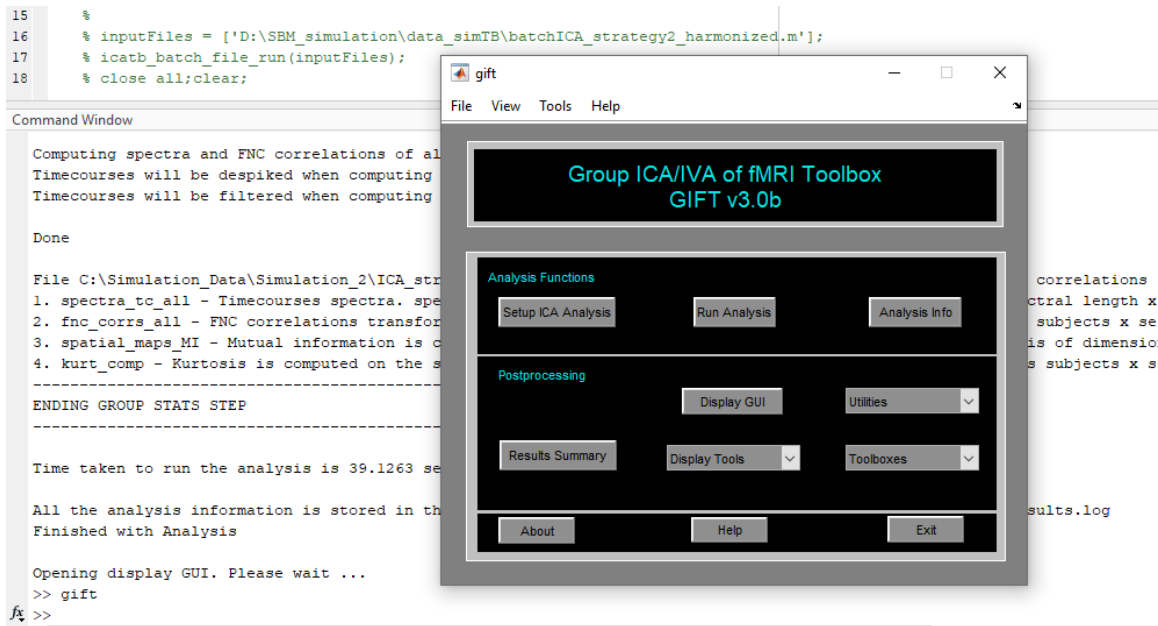 15 %
16 % inputFiles = ['D:\SBM_simulation\data_simTB\batchICA_strategy2_harmonized.m'];
17 % icatb_batch_file_run(inputFiles);
18 % close all;clear;
Command Window
Computing spectra and FNC correlations of al
Timecourses will be despiked when computing
Timecourses will be filtered when computing
Done
File C:\Simulation_Data\Simulation_2\ICA_str correlations
1. spectra_tc_all - Timecourses spectra. spe ctral length x
2. fnc_corrs_all - FNC correlations transfor subjects x se
3. spatial_maps_MI - Mutual information is c is of dimensio
4. kurt_comp - Kurtosis is computed on the s s subjects x s
ENDING GROUP STATS STEP
Time taken to run the analysis is 39.1263 se
All the analysis information is stored in th sults.log
Finished with Analysis
Opening display GUI. Please wait ...
>> gift
fx >>
gift
File View Tools Help
Group ICA/IVA of fMRI Toolbox
GIFT v3.0b
Analysis Functions
Setup ICA Analysis Run Analysis Analysis Info
Postprocessing
Display GUI Utilities
Results Summary Display Tools Toolboxes
About Help Exit